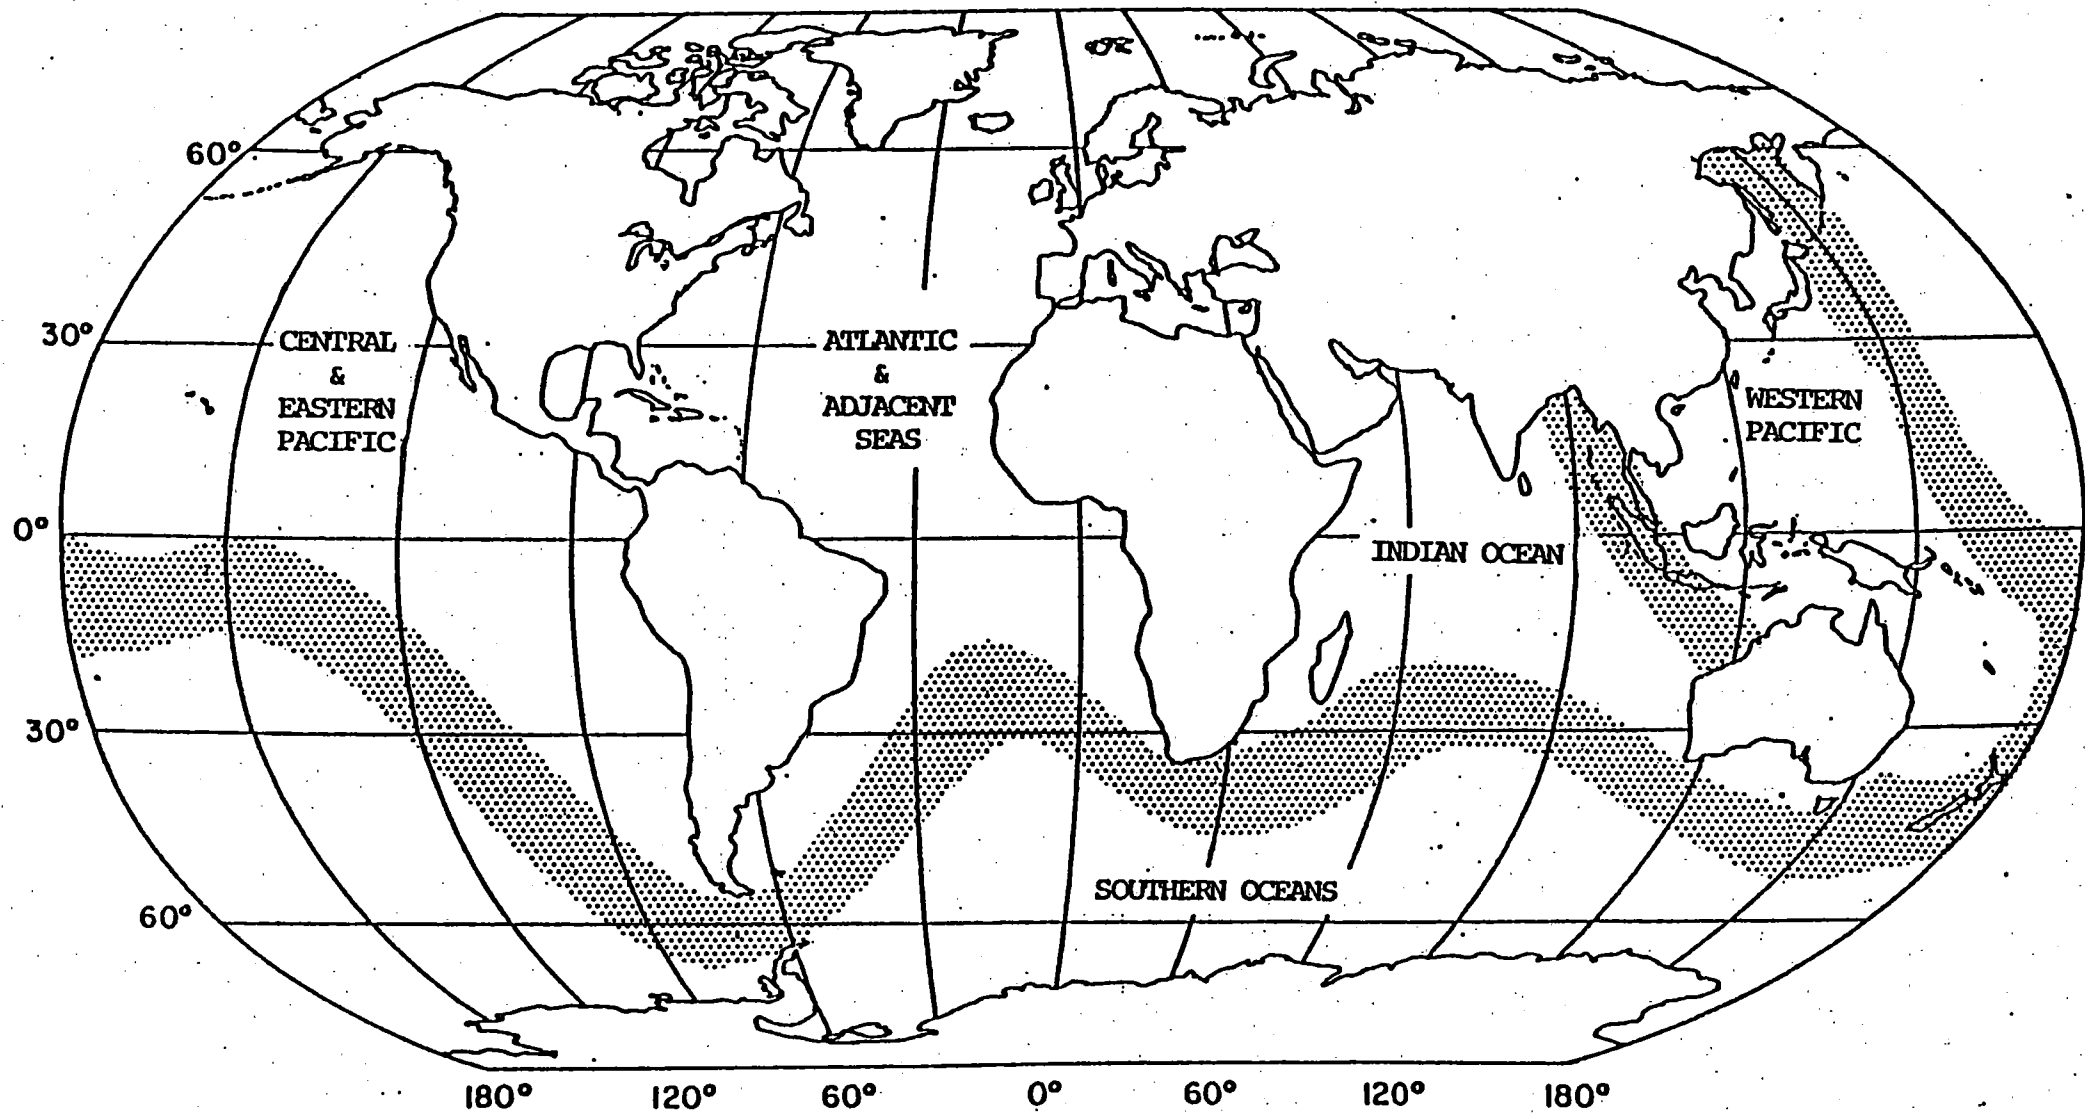 60°
30°
CENTRAL
&
EASTERN
PACIFIC
ATLANTIC
&
ADJACENT
SEAS
WESTERN
PACIFIC
0°
INDIAN OCEAN
30°
SOUTHERN OCEANS
60°
180°
120°
60°
0°
60°
120°
180°